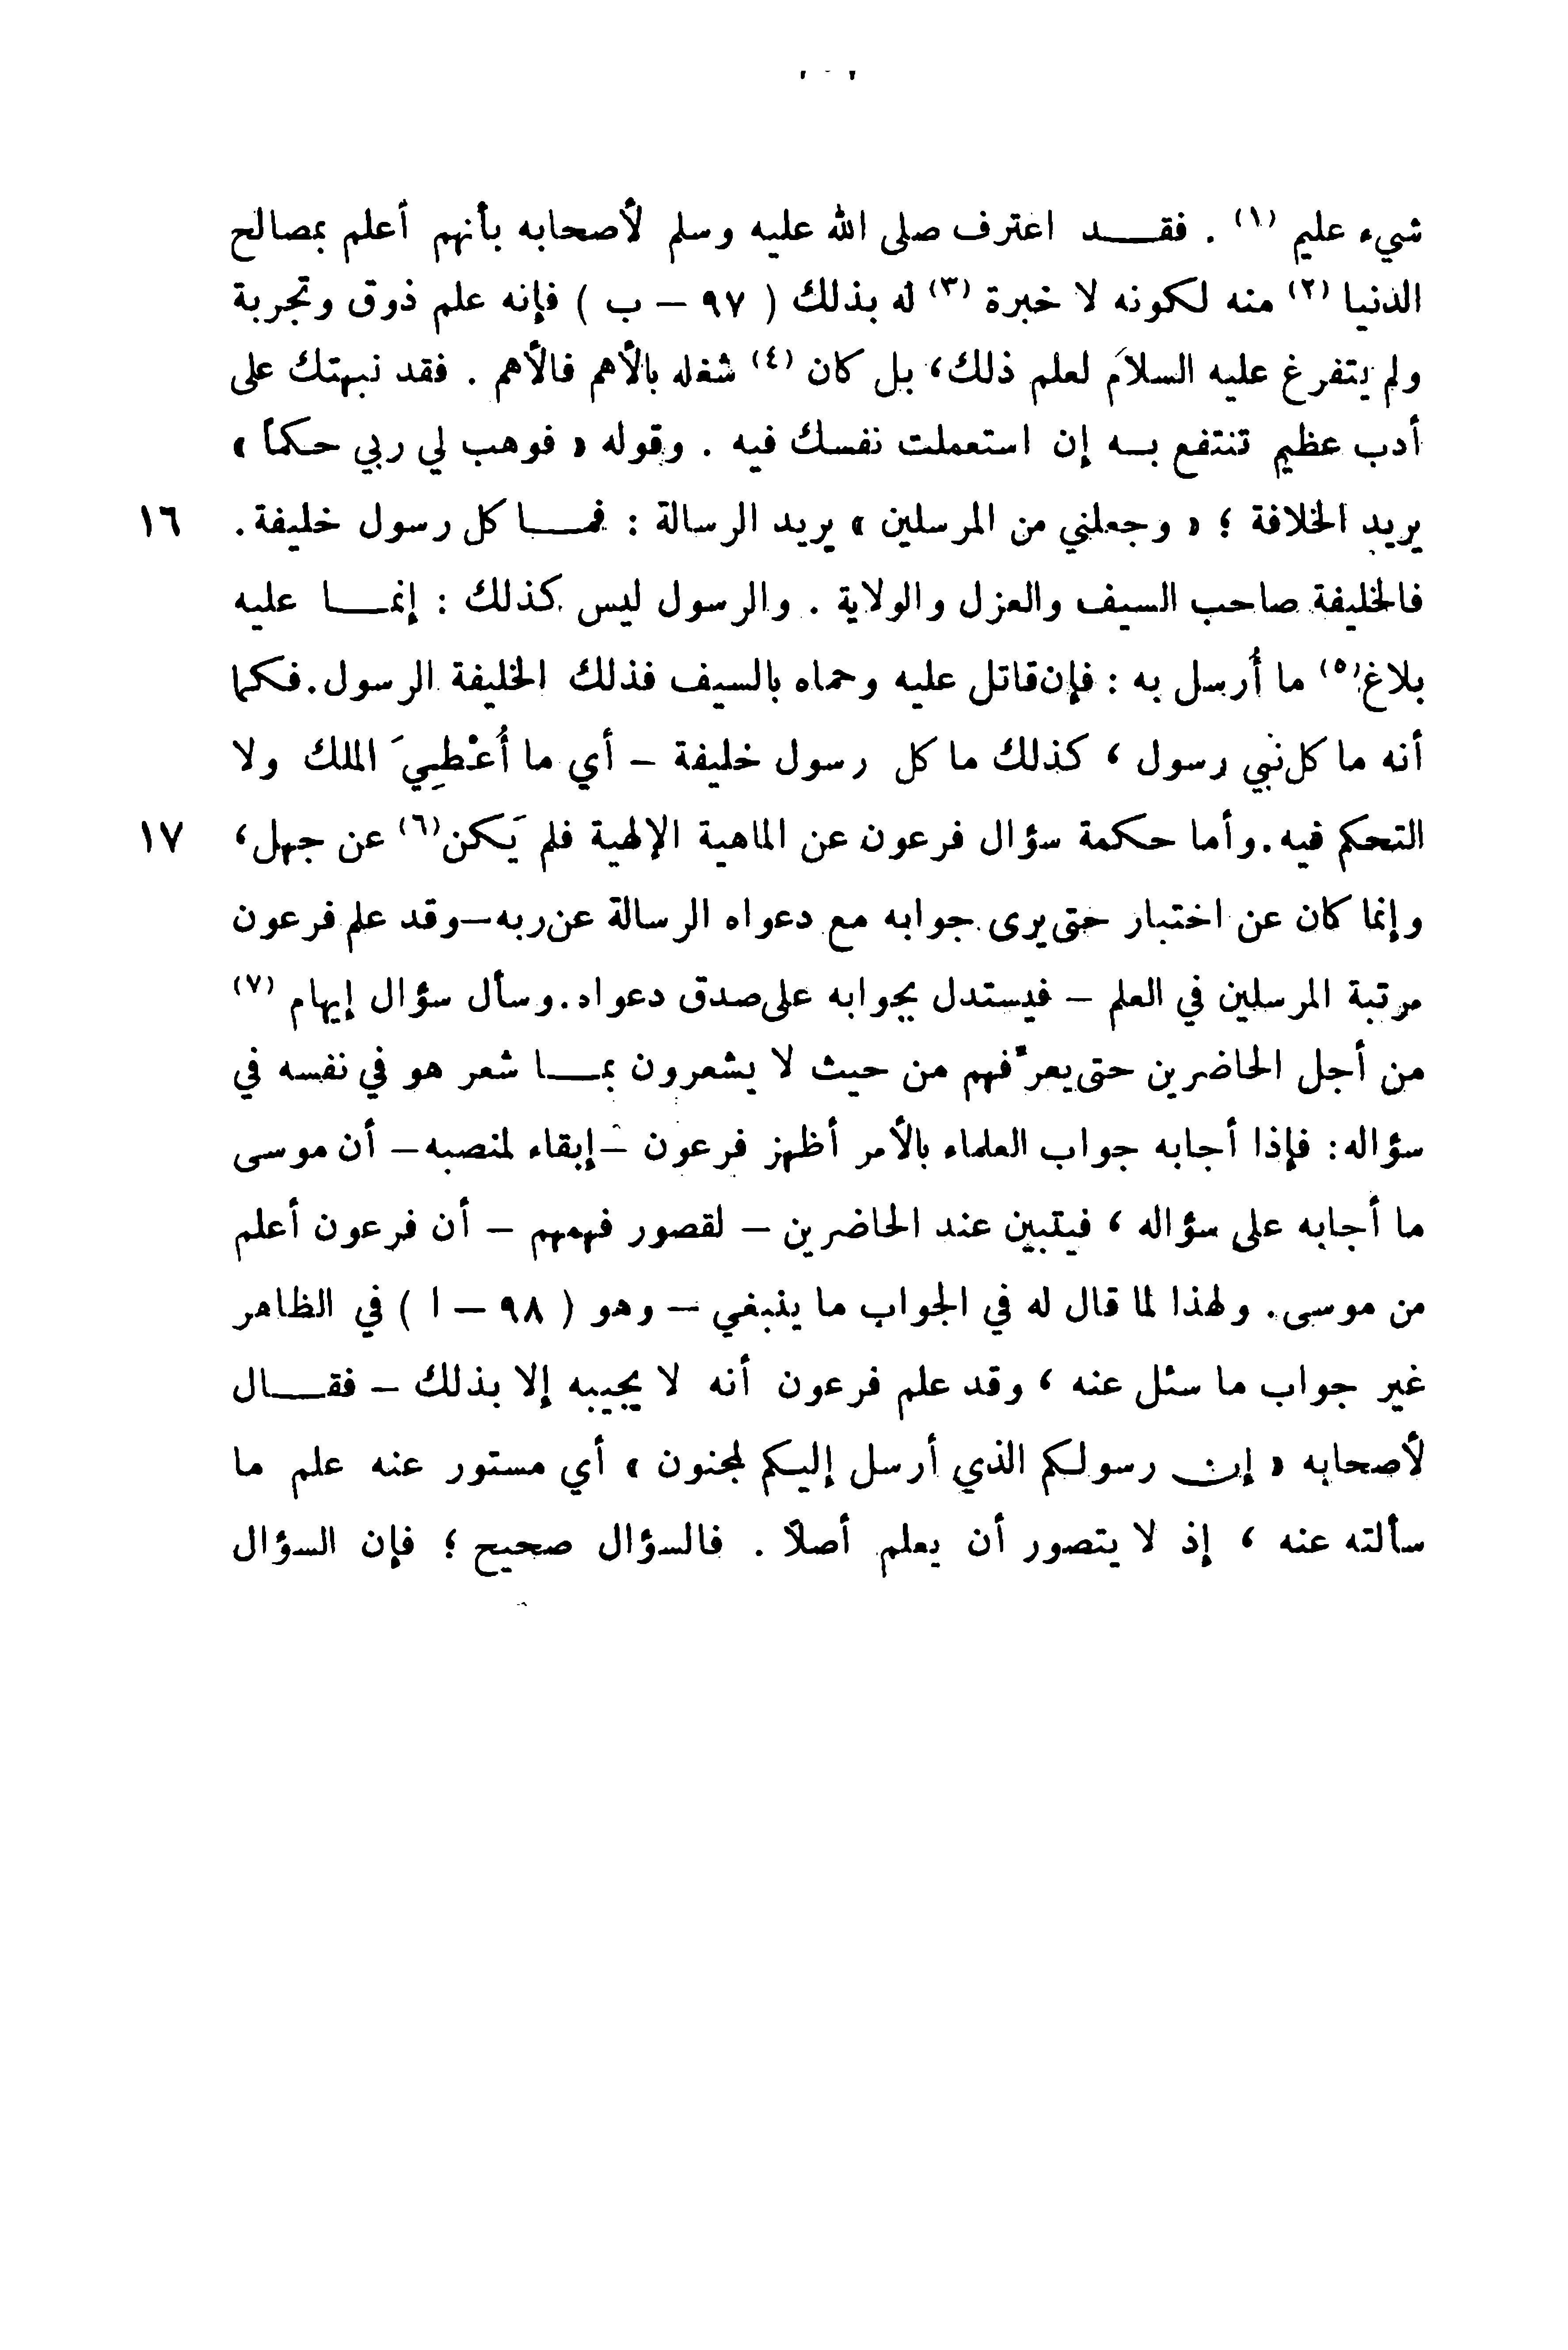 شيء عليم (١) . فقـــد اعترف صلى الله عليه وسلم لأصحابه بأنهم أعلم بمصالح
الدنيا (٢) منه لكونه لا خبرة (٣) له بذلك ( ٩٧ – ب ) فإنه علم ذوق وتجربة
ولم يتفرغ عليه السلام لعلم ذلك، بل كان (٤) شغله بالأهم فالأهم . فقد نبهتك على
أدب عظيم تنتفع بــه إن استعملت نفسك فيه . وقوله « فوهب لي ربي حكماً »
يريد الخلافة ؛ « وجعلني من المرسلين » يريد الرسالة : فمـــا كل رسول خليفة. ١٦
فالخليفة صاحب السيف والعزل والولاية . والرسول ليس كذلك : إنمـــا عليه
بلاغ(٥) ما أُرسل به : فإن قاتل عليه وحماه بالسيف فذلك الخليفة الرسول. فكما
أنه ما كل نبي رسول ، كذلك ما كل رسول خليفة – أي ما أُعْطِيَ الملك ولا
التحكم فيه. وأما حكمة سؤال فرعون عن الماهية الإلهية فلم يَكن(٦) عن جهل، ١٧
وإنما كان عن اختبار حتى يرى جوابه مع دعواه الرسالة عن ربه–وقد علم فرعون
مرتبة المرسلين في العلم – فيستدل بجوابه على صدق دعواه. وسأل سؤال إيهام (٧)
من أجل الحاضرين حتى يعرّفهم من حيث لا يشعرون بمـــا شعر هو في نفسه في
سؤاله: فإذا أجابه جواب العلماء بالأمر أظهر فرعون –إبقاء لمنصبه– أن موسى
ما أجابه على سؤاله ، فيتبين عند الحاضرين – لقصور فهمهم – أن فرعون أعلم
من موسى. ولهذا لما قال له في الجواب ما ينبغي – وهو ( ٩٨ – ا ) في الظاهر
غير جواب ما سئل عنه ، وقد علم فرعون أنه لا يجيبه إلا بذلك – فقـــال
لأصحابه « إن رسولكم الذي أرسل إليكم لمجنون » أي مستور عنه علم ما
سألته عنه ، إذ لا يتصور أن يعلم أصلاً . فالسؤال صحيح ؛ فإن السؤال